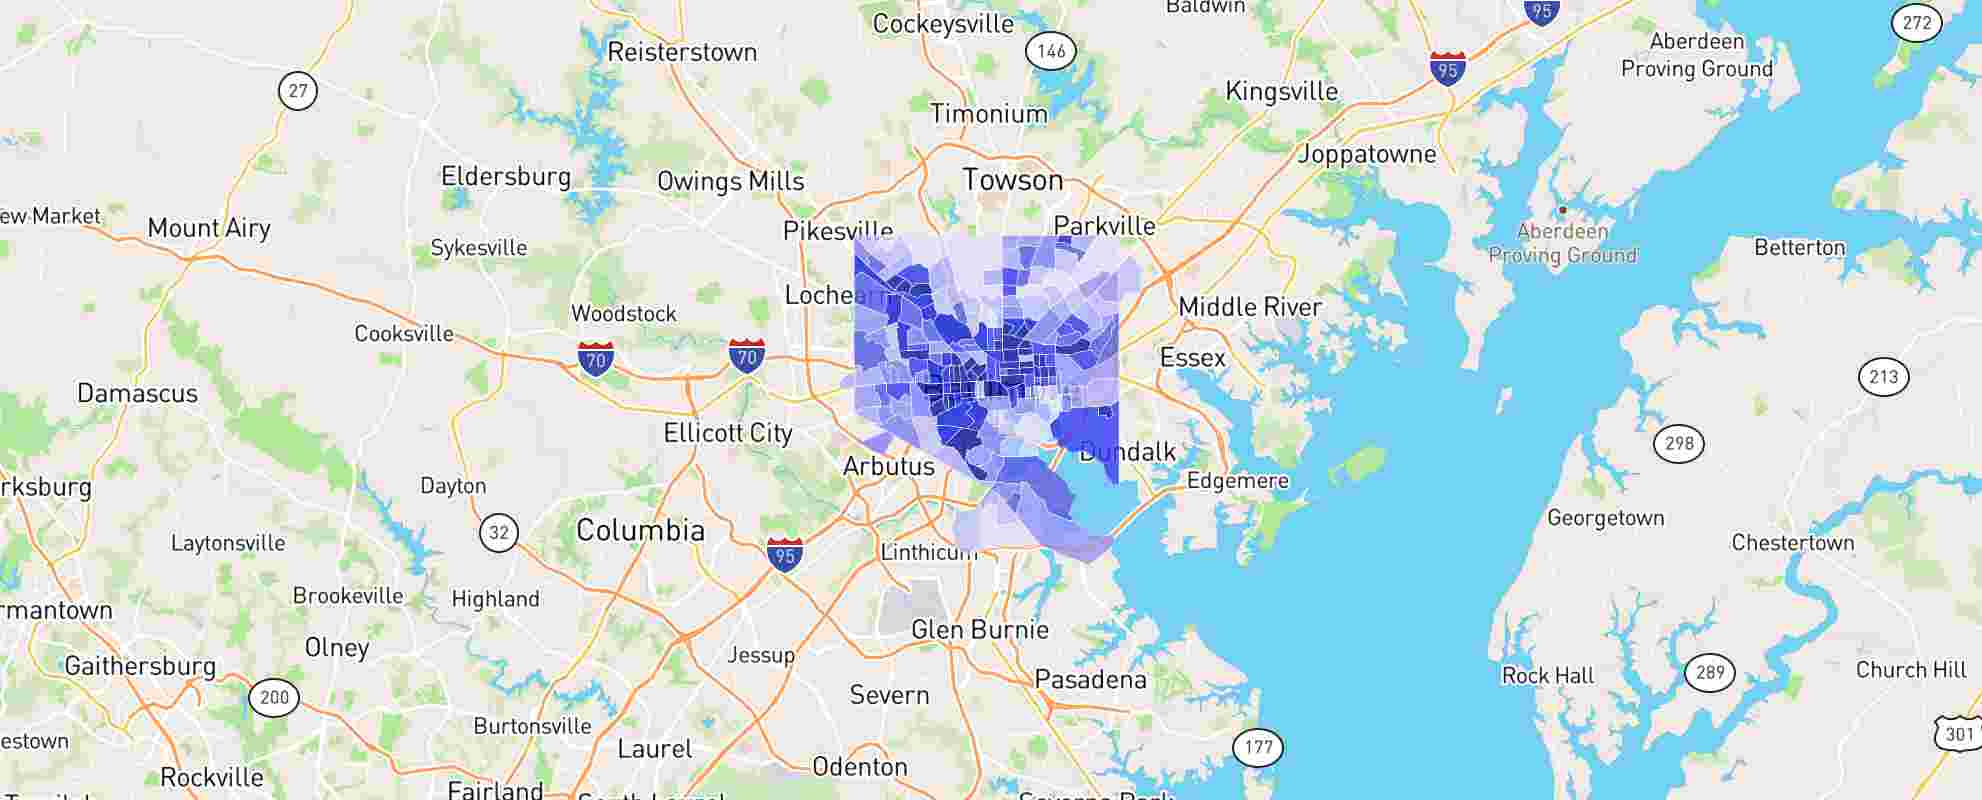 Baldwin
95
272
Cockeysville
Reisterstown
146
Aberdeen
Proving Ground
95
27
Kingsville
Timonium
Joppatowne
Eldersburg
Owings Mills
Towson
ew Market
Mount Airy
Pikesville
Parkville
Aberdeen
Proving Ground
Sykesville
Betterton
Lochearn
Middle River
Woodstock
Cooksville
70
70
Essex
213
Damascus
Ellicott City
298
Dundalk
Arbutus
Edgemere
rksburg
Dayton
Georgetown
32
Columbia
Laytonsville
95
Linthicum
Chestertown
Brookeville
Highland
rmantown
Glen Burnie
Olney
Jessup
Gaithersburg
Pasadena
Rock Hall
289
Church Hill
200
Severn
Burtonsville
estown
Laurel
177
301
Rockville
Odenton
Fairland
South Laurel
Severna Park